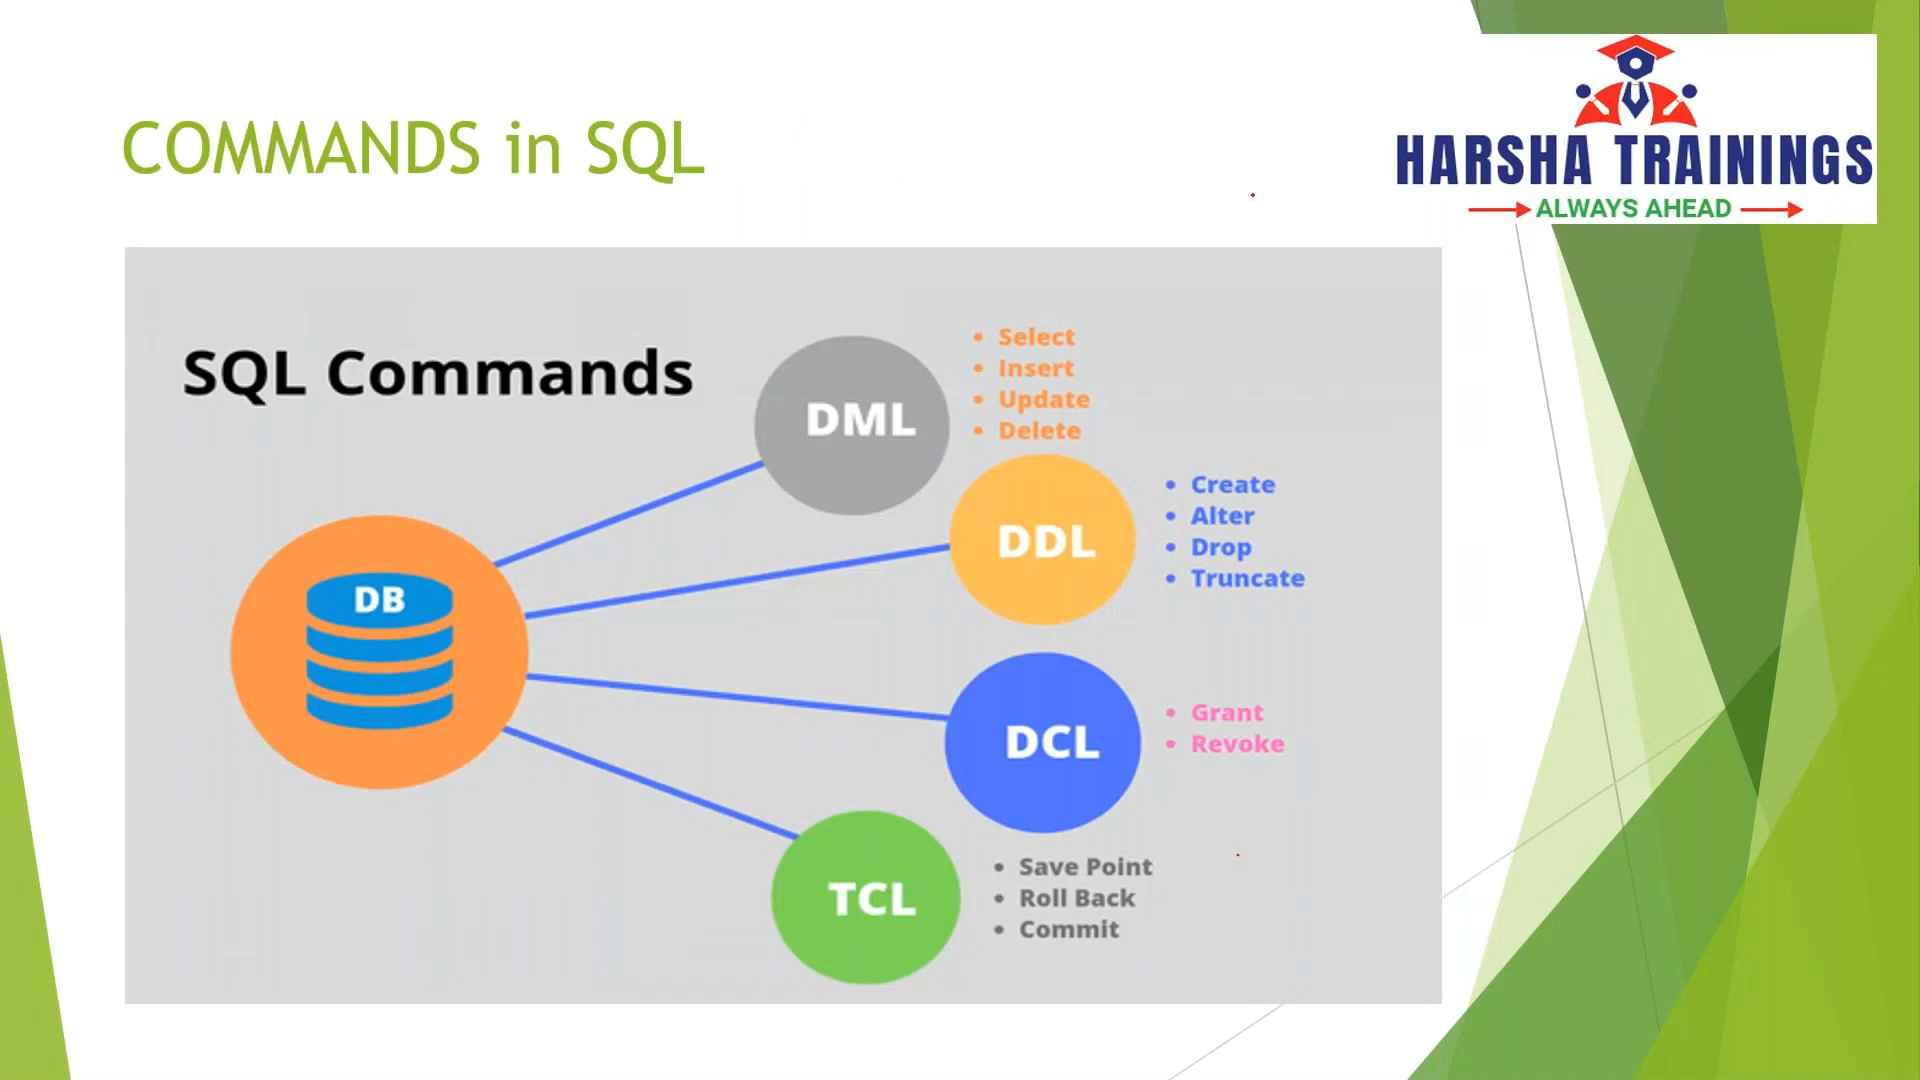 COMMANDS in SQL
HARSHA TRAININGS
ALWAYS AHEAD
SQL Commands
DB
DML
• Select
• Insert
• Update
• Delete
DDL
• Create
• Alter
• Drop
• Truncate
DCL
• Grant
• Revoke
TCL
• Save Point
• Roll Back
• Commit